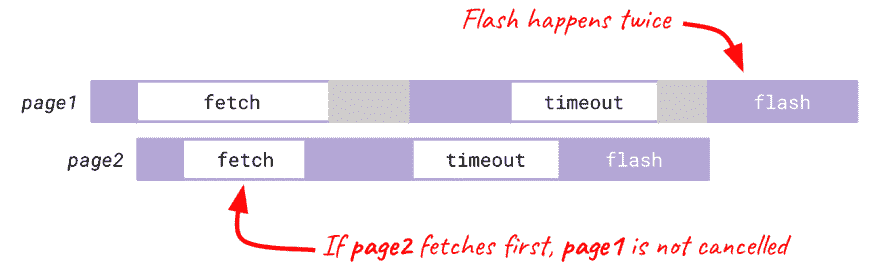 Flash happens twice
page1 fetch timeout flash
page2 fetch timeout flash
If page2 fetches first, page1 is not cancelled